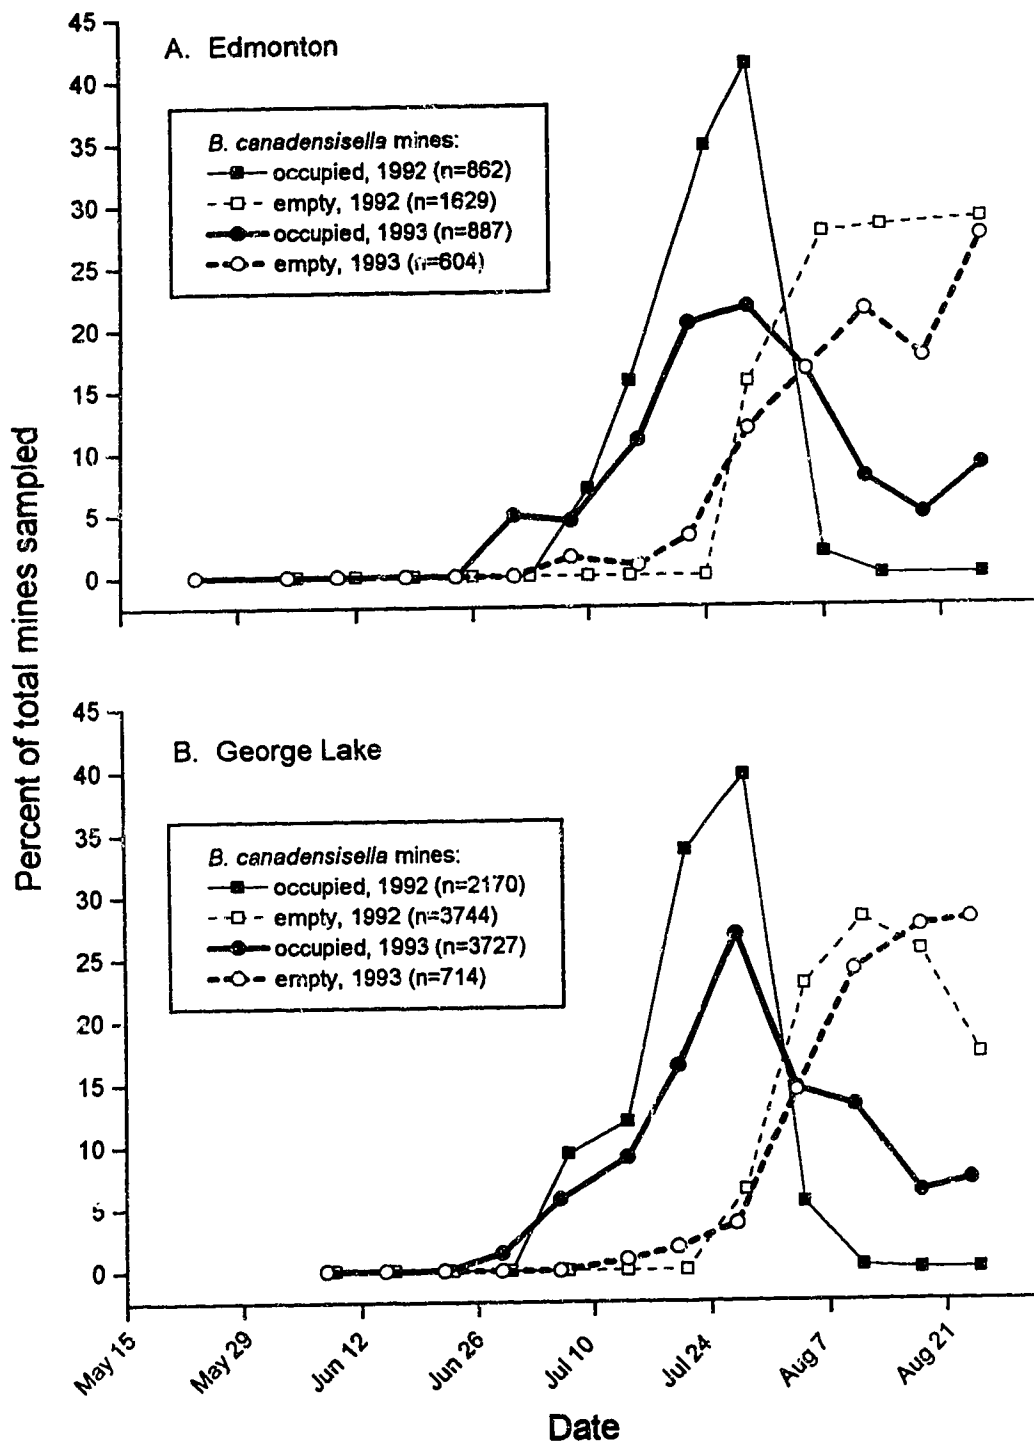 A. Edmonton
45
40
35
30
25
20
15
10
5
0
B. canadensisella mines:
occupied, 1992 (n=862)
empty, 1992 (n=1629)
occupied, 1993 (n=887)
empty, 1993 (n=604)
Percent of total mines sampled
B. George Lake
45
40
35
30
25
20
15
10
5
0
B. canadensisella mines:
occupied, 1992 (n=2170)
empty, 1992 (n=3744)
occupied, 1993 (n=3727)
empty, 1993 (n=714)
May 15
May 29
Jun 12
Jun 26
Jul 10
Jul 24
Aug 7
Aug 21
Date